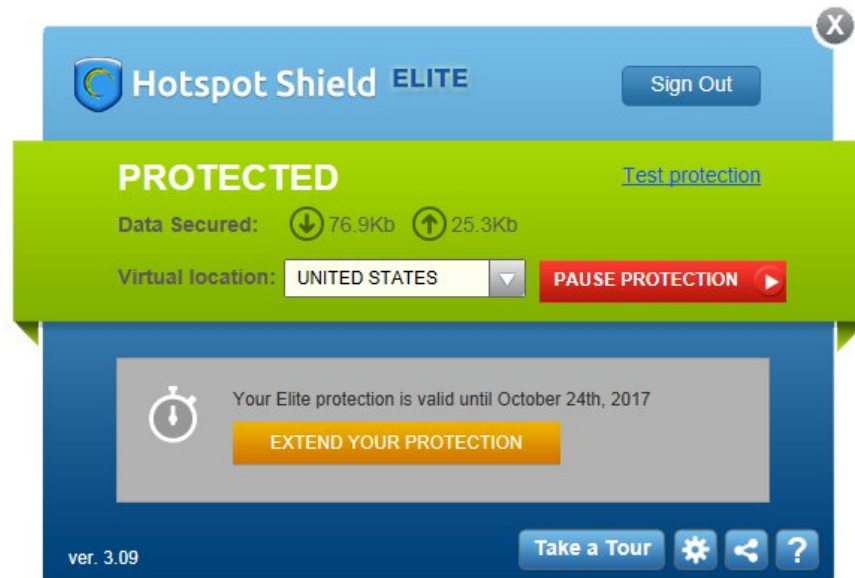 X
Hotspot Shield ELITE
Sign Out
PROTECTED
Test protection
Data Secured: 76.9Kb 25.3Kb
Virtual location: UNITED STATES PAUSE PROTECTION
Your Elite protection is valid until October 24th, 2017
EXTEND YOUR PROTECTION
ver. 3.09
Take a Tour
?